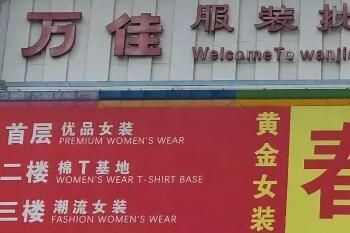 万佳服装批
WelcomeTo wanji
首层 优品女装
PREMIUM WOMEN'S WEAR
二楼 棉T基地
WOMEN'S WEAR T-SHIRT BASE
三楼 潮流女装
FASHION WOMEN'S WEAR
黄金女装
春